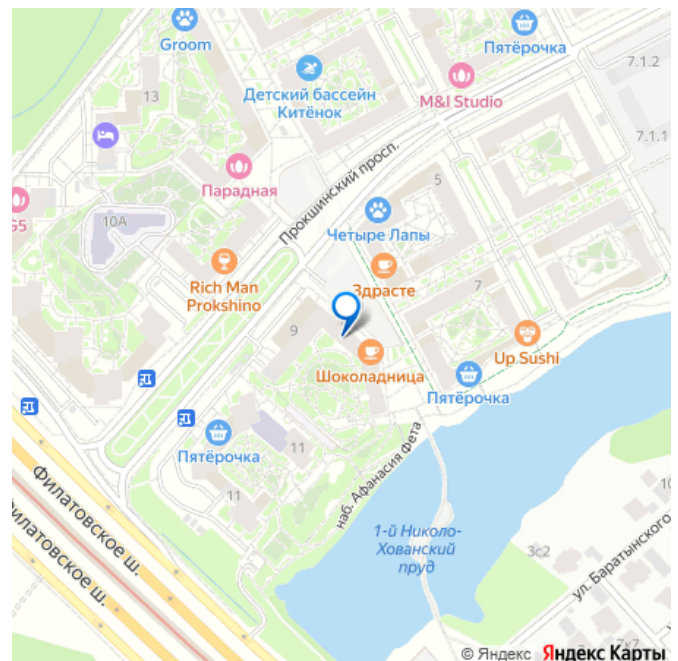 Groom
Пятёрочка
7.1.2
Детский бассейн
Китёнок
M&I Studio
13
7.1.1
Прокшинский просп.
Парадная
5
G5
10А
Четыре Лапы
Rich Man
Prokshino
Здрасте
7
9
Up Sushi
Шоколадница
Пятёрочка
Пятёрочка
11
11
наб. Афанасия Фета
Филатовское ш.
Филатовское ш.
1-й Николо-
Хованский
пруд
3с2
ул. Баратынского
7к7
© Яндекс Яндекс Карты